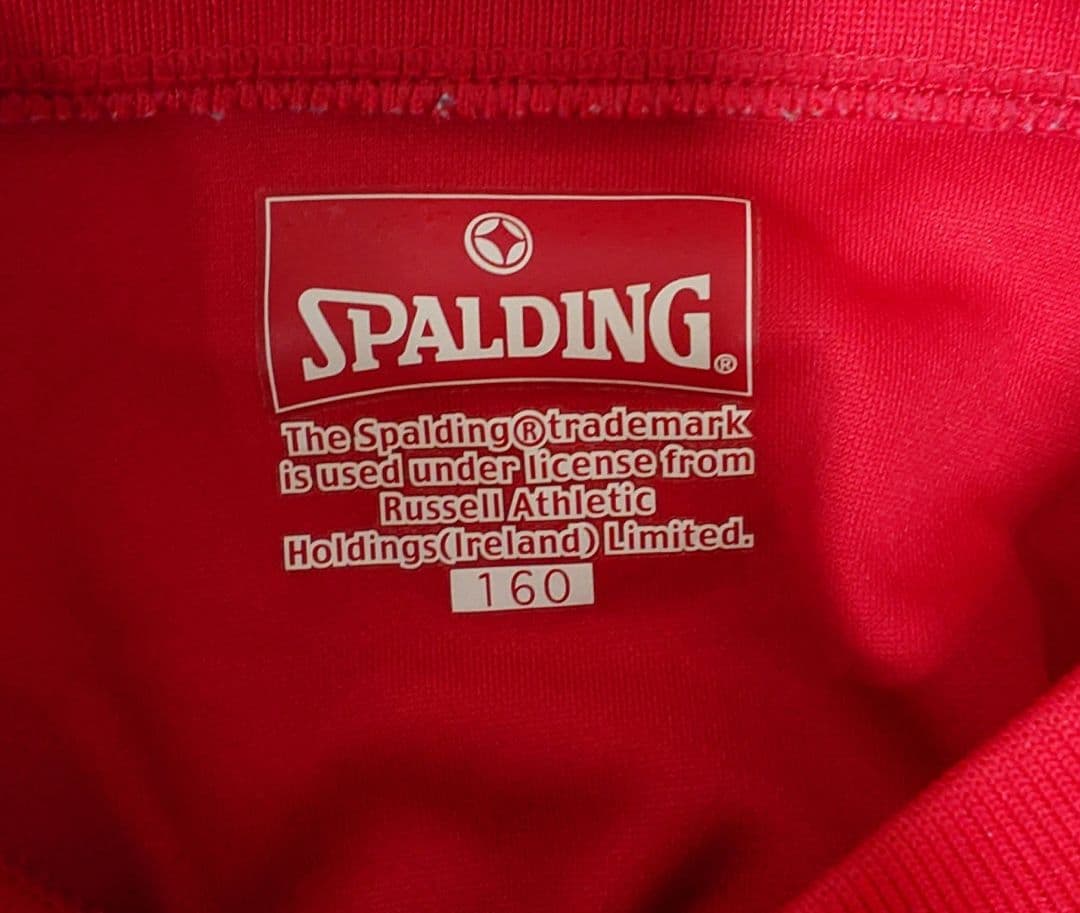 SPALDING®
The Spalding®trademark
is used under license from
Russell Athletic
Holdings(Ireland) Limited.
160